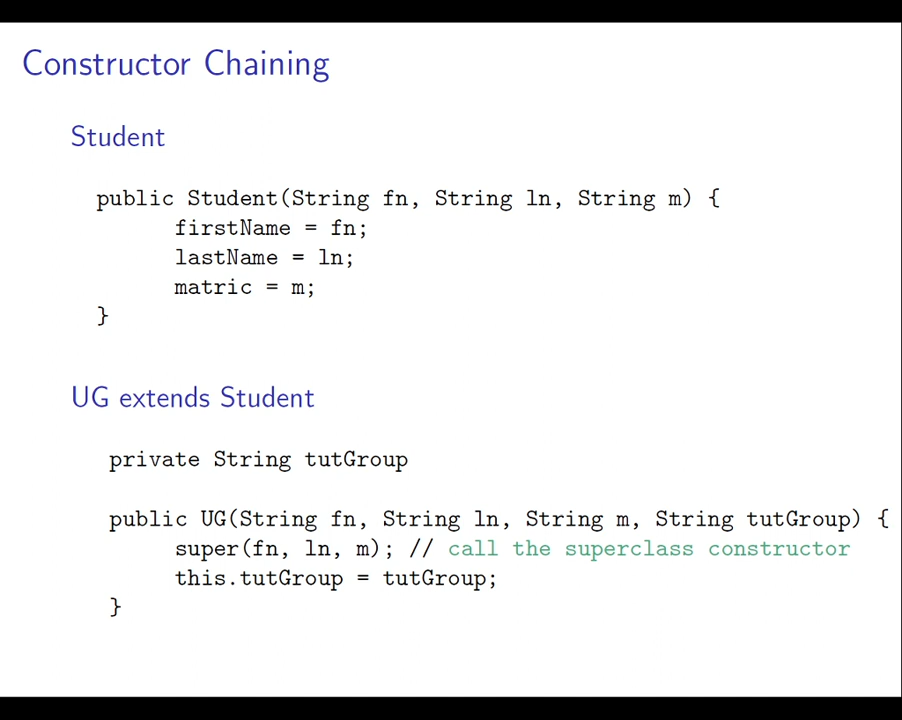 Constructor Chaining
Student
public Student(String fn, String ln, String m) {
firstName = fn;
lastName = ln;
matric = m;
}
UG extends Student
private String tutGroup
public UG(String fn, String ln, String m, String tutGroup) {
super(fn, ln, m); // call the superclass constructor
this.tutGroup = tutGroup;
}